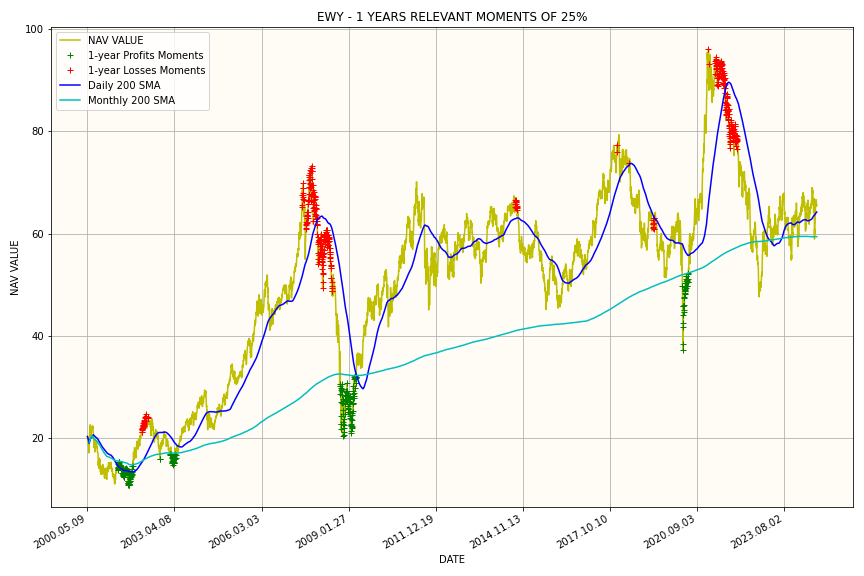 EWY - 1 YEARS RELEVANT MOMENTS OF 25%
NAV VALUE
1-year Profits Moments
1-year Losses Moments
Daily 200 SMA
Monthly 200 SMA
100
80
60
40
20
NAV VALUE
2000.05.09
2003.04.08
2006.03.03
2009.01.27
2011.12.19
2014.11.13
2017.10.10
2020.09.03
2023.08.02
DATE